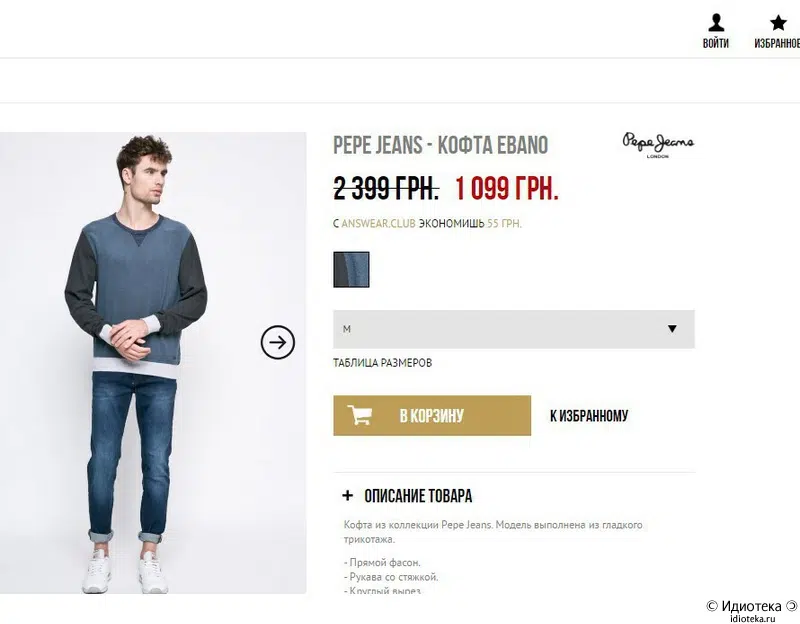 ВОЙТИ
ИЗБРАННОЕ
PEPE JEANS - КОФТА EBANO
Pepe Jeans
LONDON
2 399 ГРН. 1 099 ГРН.
С ANSWEAR.CLUB ЭКОНОМИШЬ 55 ГРН.
M
ТАБЛИЦА РАЗМЕРОВ
В КОРЗИНУ
К ИЗБРАННОМУ
+ ОПИСАНИЕ ТОВАРА
Кофта из коллекции Pepe Jeans. Модель выполнена из гладкого
трикотажа.
- Прямой фасон.
- Рукава со стяжкой.
- Круглый вырез.
© Идиотека
idioteka.ru